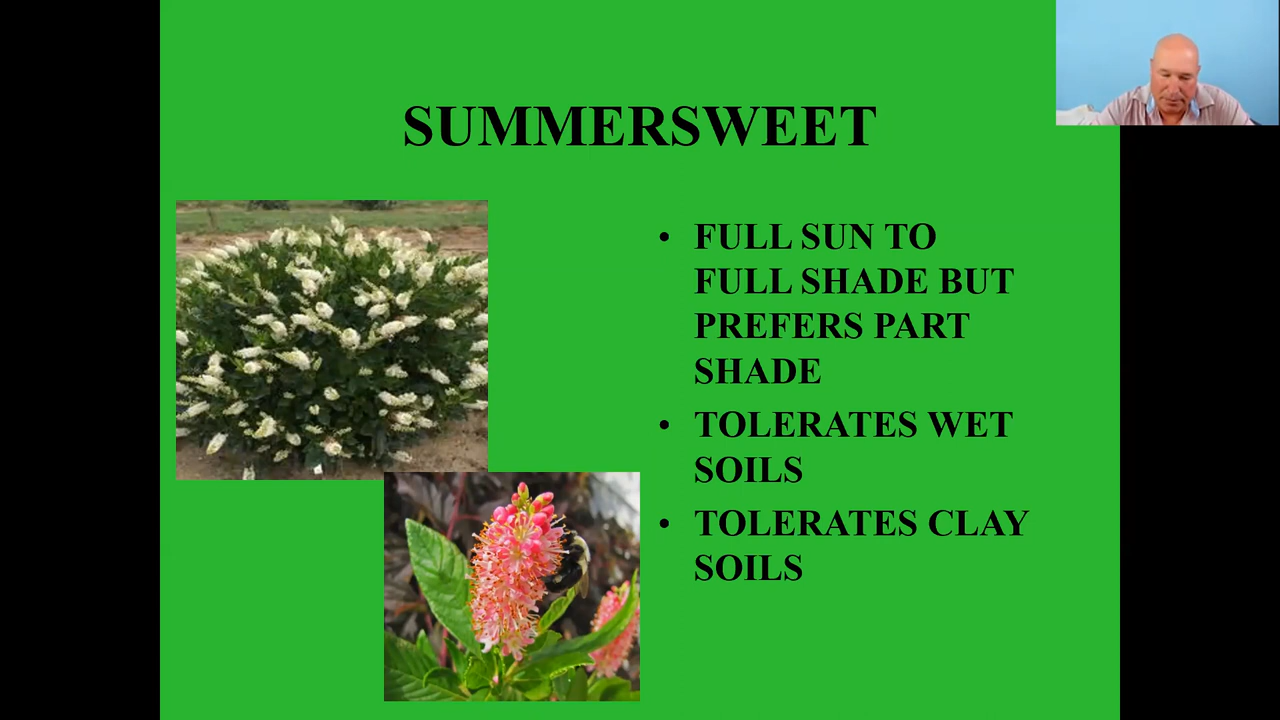 SUMMERSWEET
• FULL SUN TO
FULL SHADE BUT
PREFERS PART
SHADE
• TOLERATES WET
SOILS
• TOLERATES CLAY
SOILS